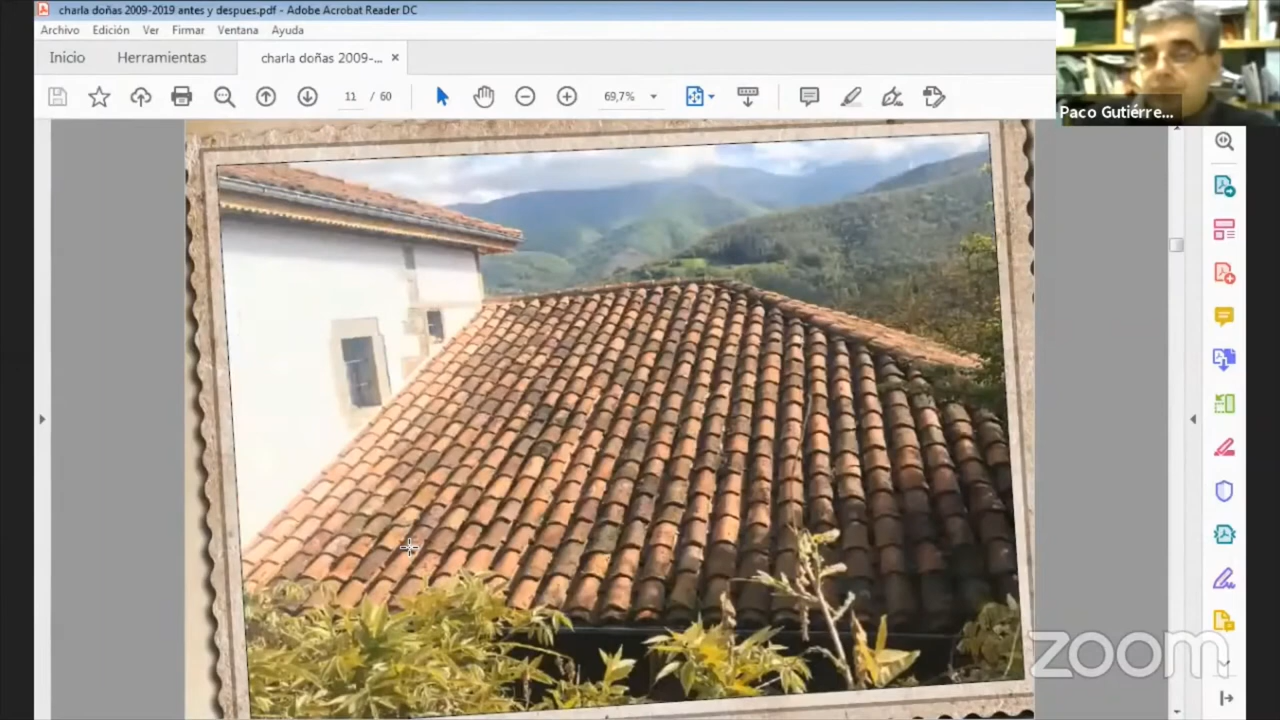 charla doñas 2009-2019 antes y despues.pdf - Adobe Acrobat Reader DC
Archivo Edición Ver Firmar Ventana Ayuda
Inicio Herramientas charla doñas 2009-... ×
11 / 60 69,7%
Paco Gutiérre...
zoom